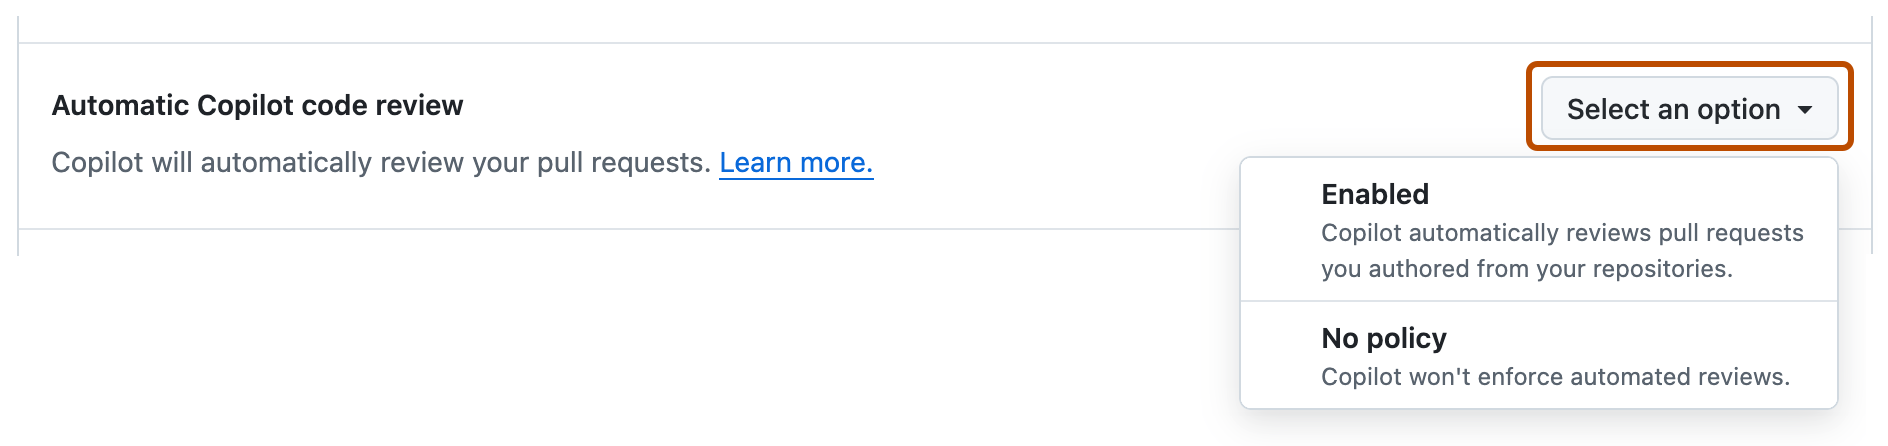 Automatic Copilot code review
Select an option
Copilot will automatically review your pull requests. Learn more.
Enabled
Copilot automatically reviews pull requests
you authored from your repositories.
No policy
Copilot won't enforce automated reviews.